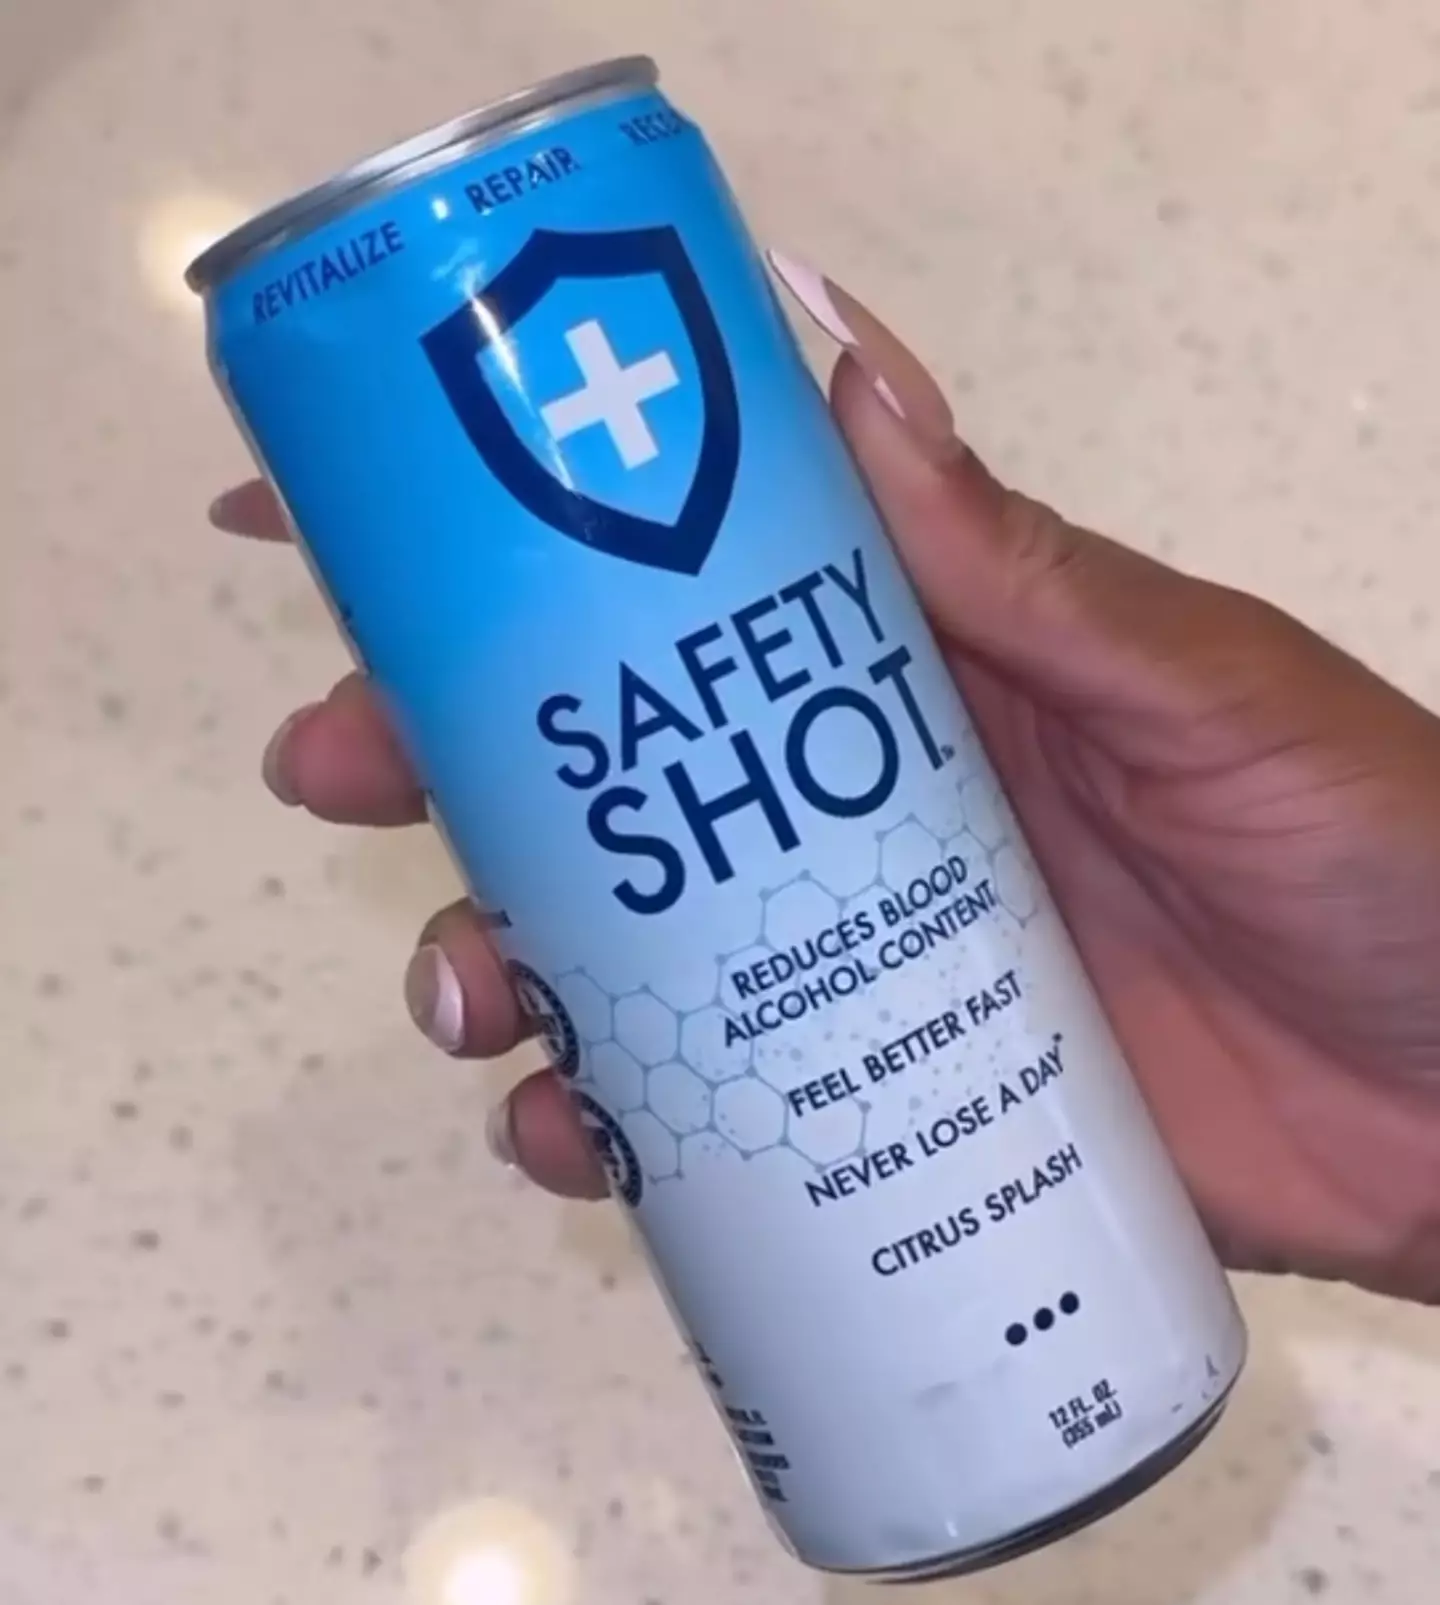 REVITALIZE REPAIR
SAFETY
SHOT
REDUCES BLOOD
ALCOHOL CONTENT
FEEL BETTER FAST
NEVER LOSE A DAY*
CITRUS SPLASH
12 FL. OZ.
(355 mL)